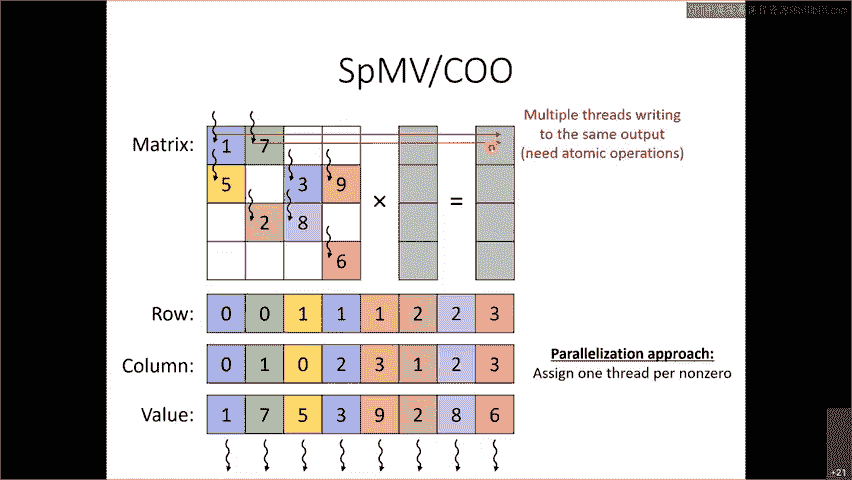 SpMV/COO
Matrix:
1 7
5 3 9
2 8
6
×
=
Multiple threads writing
to the same output
(need atomic operations)
Row: 0 0 1 1 1 2 2 3
Column: 0 1 0 2 3 1 2 3
Value: 1 7 5 3 9 2 8 6
Parallelization approach:
Assign one thread per nonzero
+21